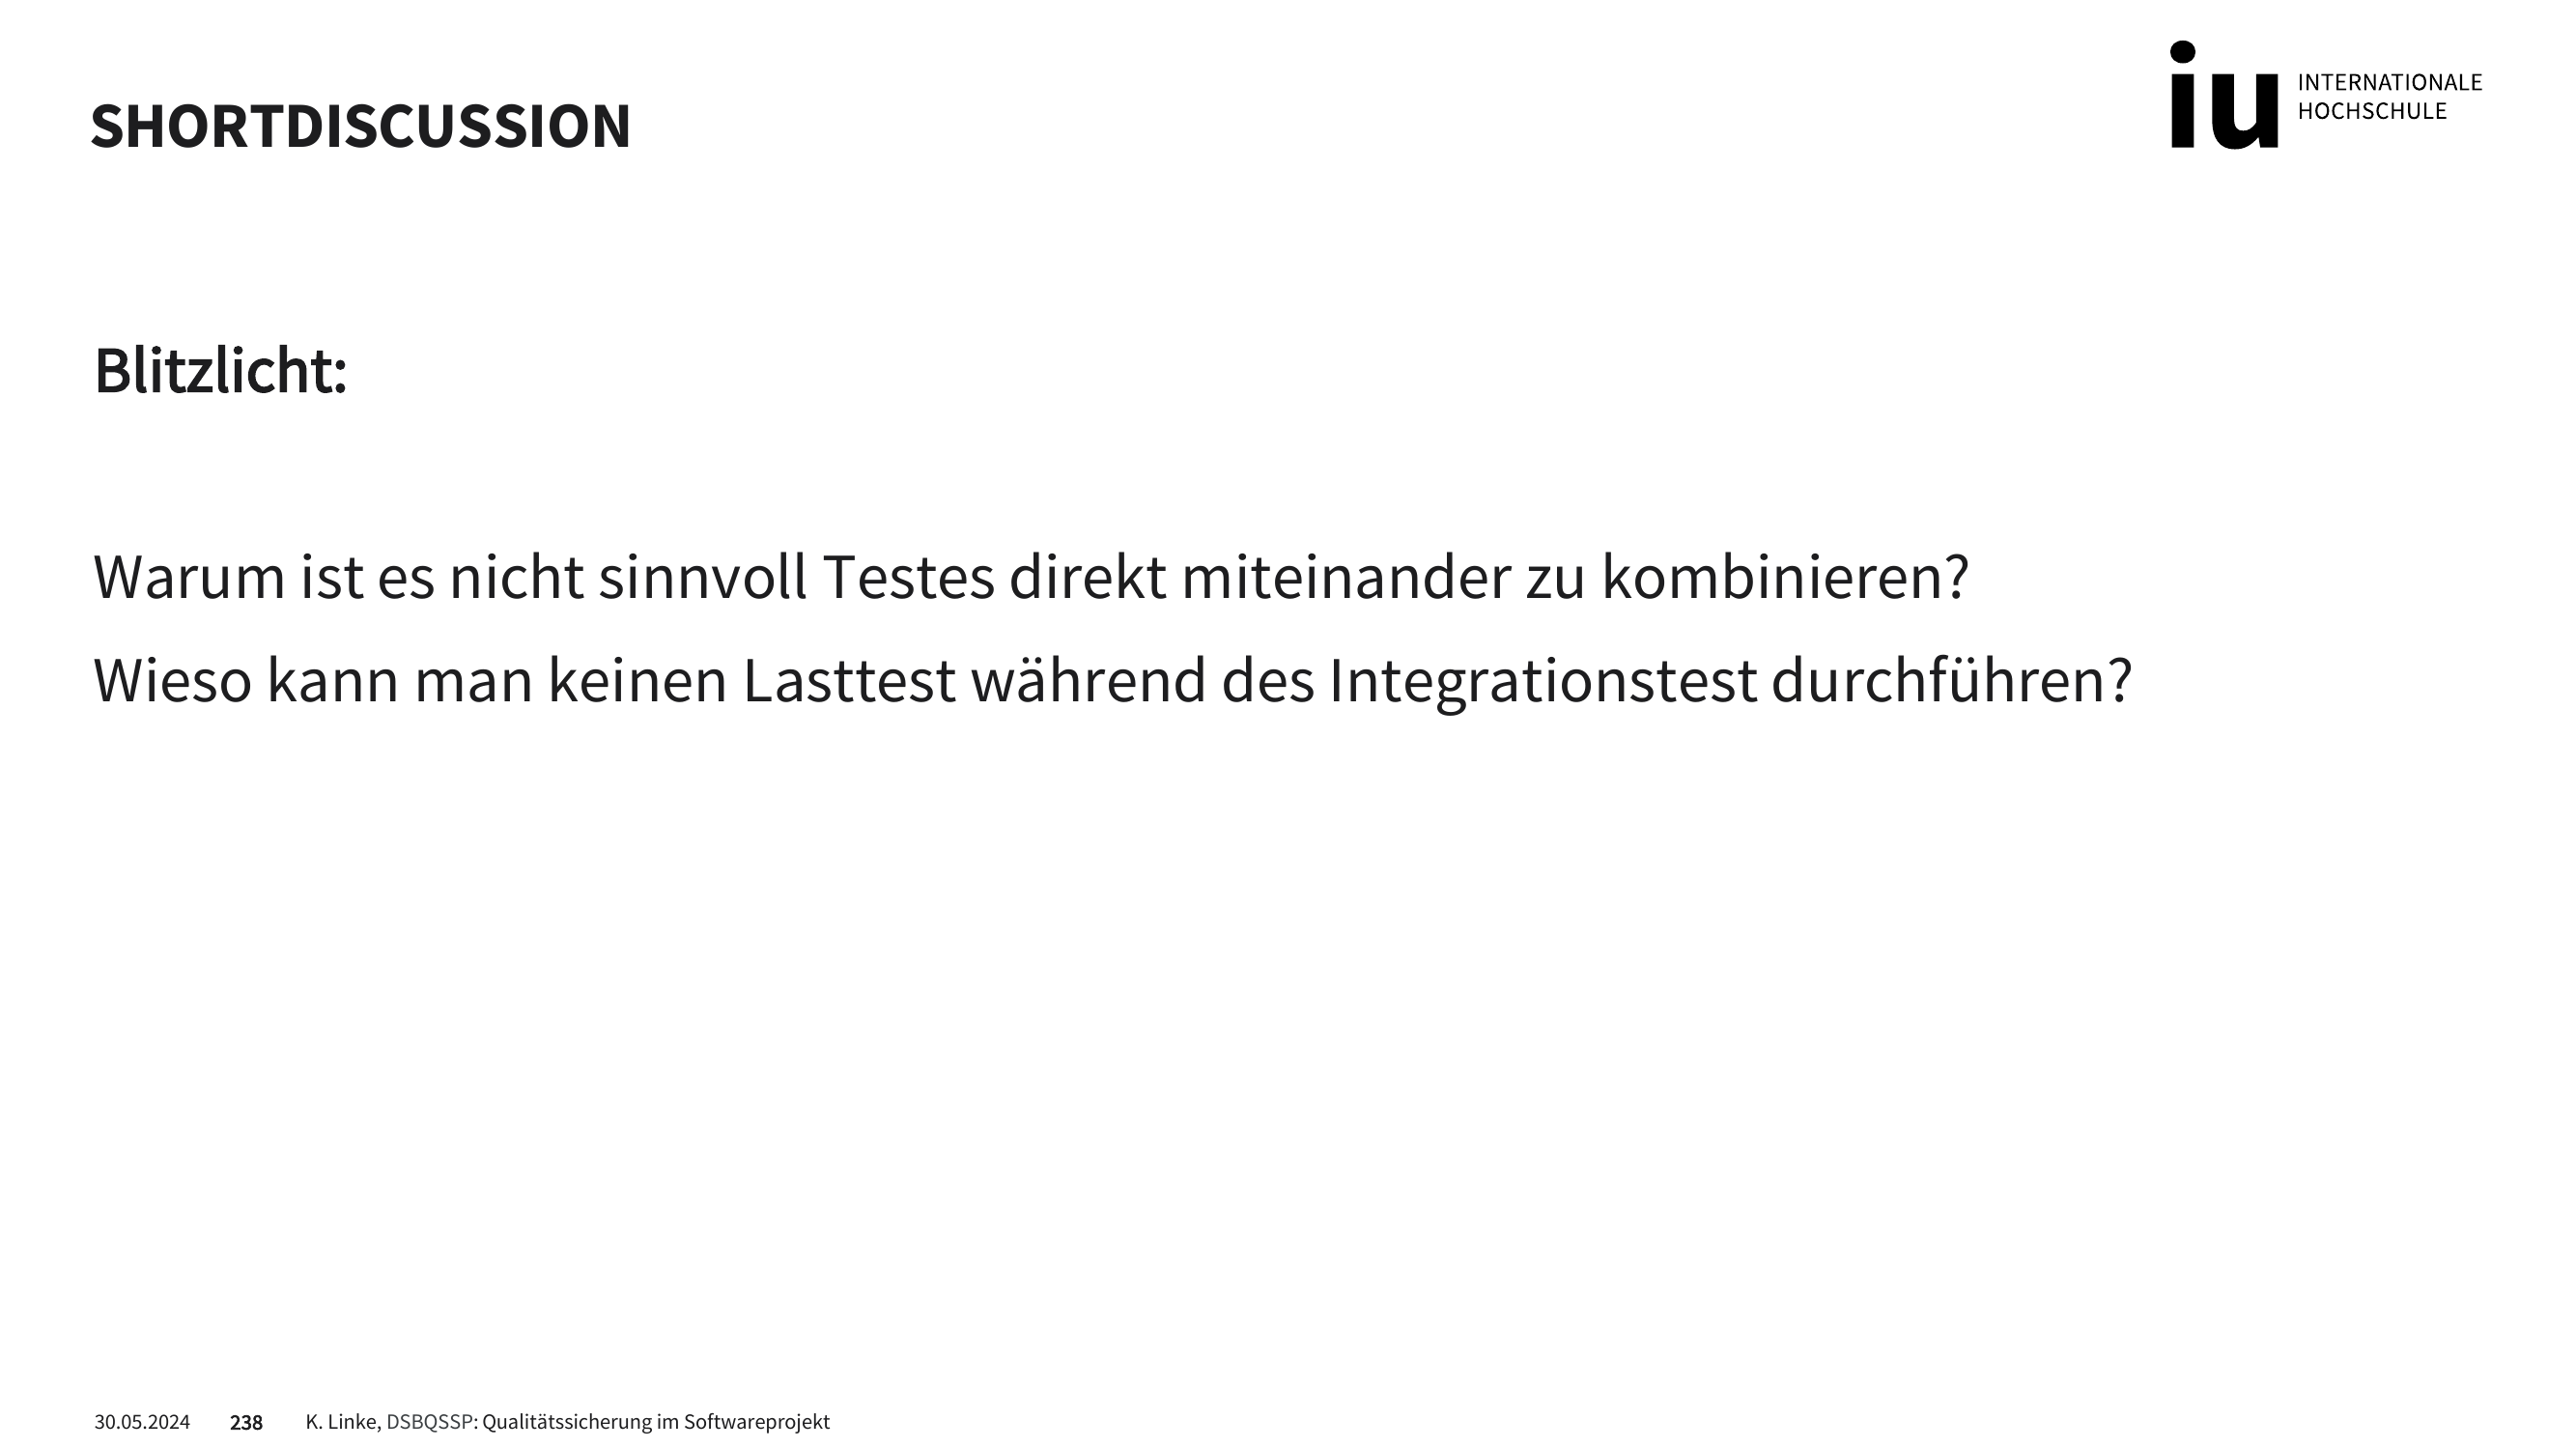 SHORTDISCUSSION
iu INTERNATIONALE
HOCHSCHULE
Blitzlicht:
Warum ist es nicht sinnvoll Testes direkt miteinander zu kombinieren?
Wieso kann man keinen Lasttest während des Integrationstest durchführen?
30.05.2024 238 K. Linke, DSBQSSP: Qualitätssicherung im Softwareprojekt